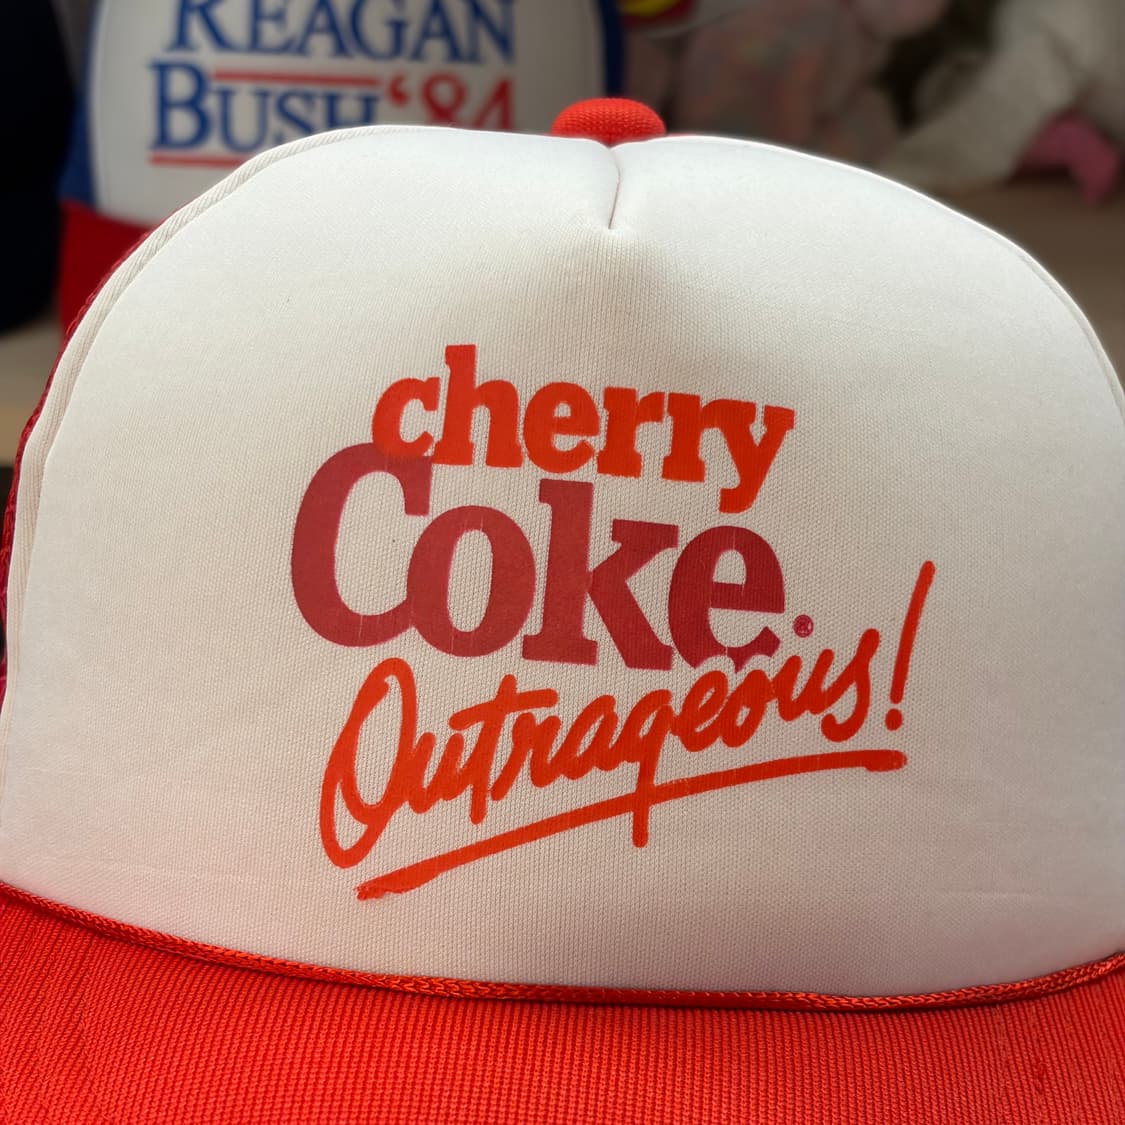 REAGAN
BUSH '84
cherry
Coke®
Outrageous!